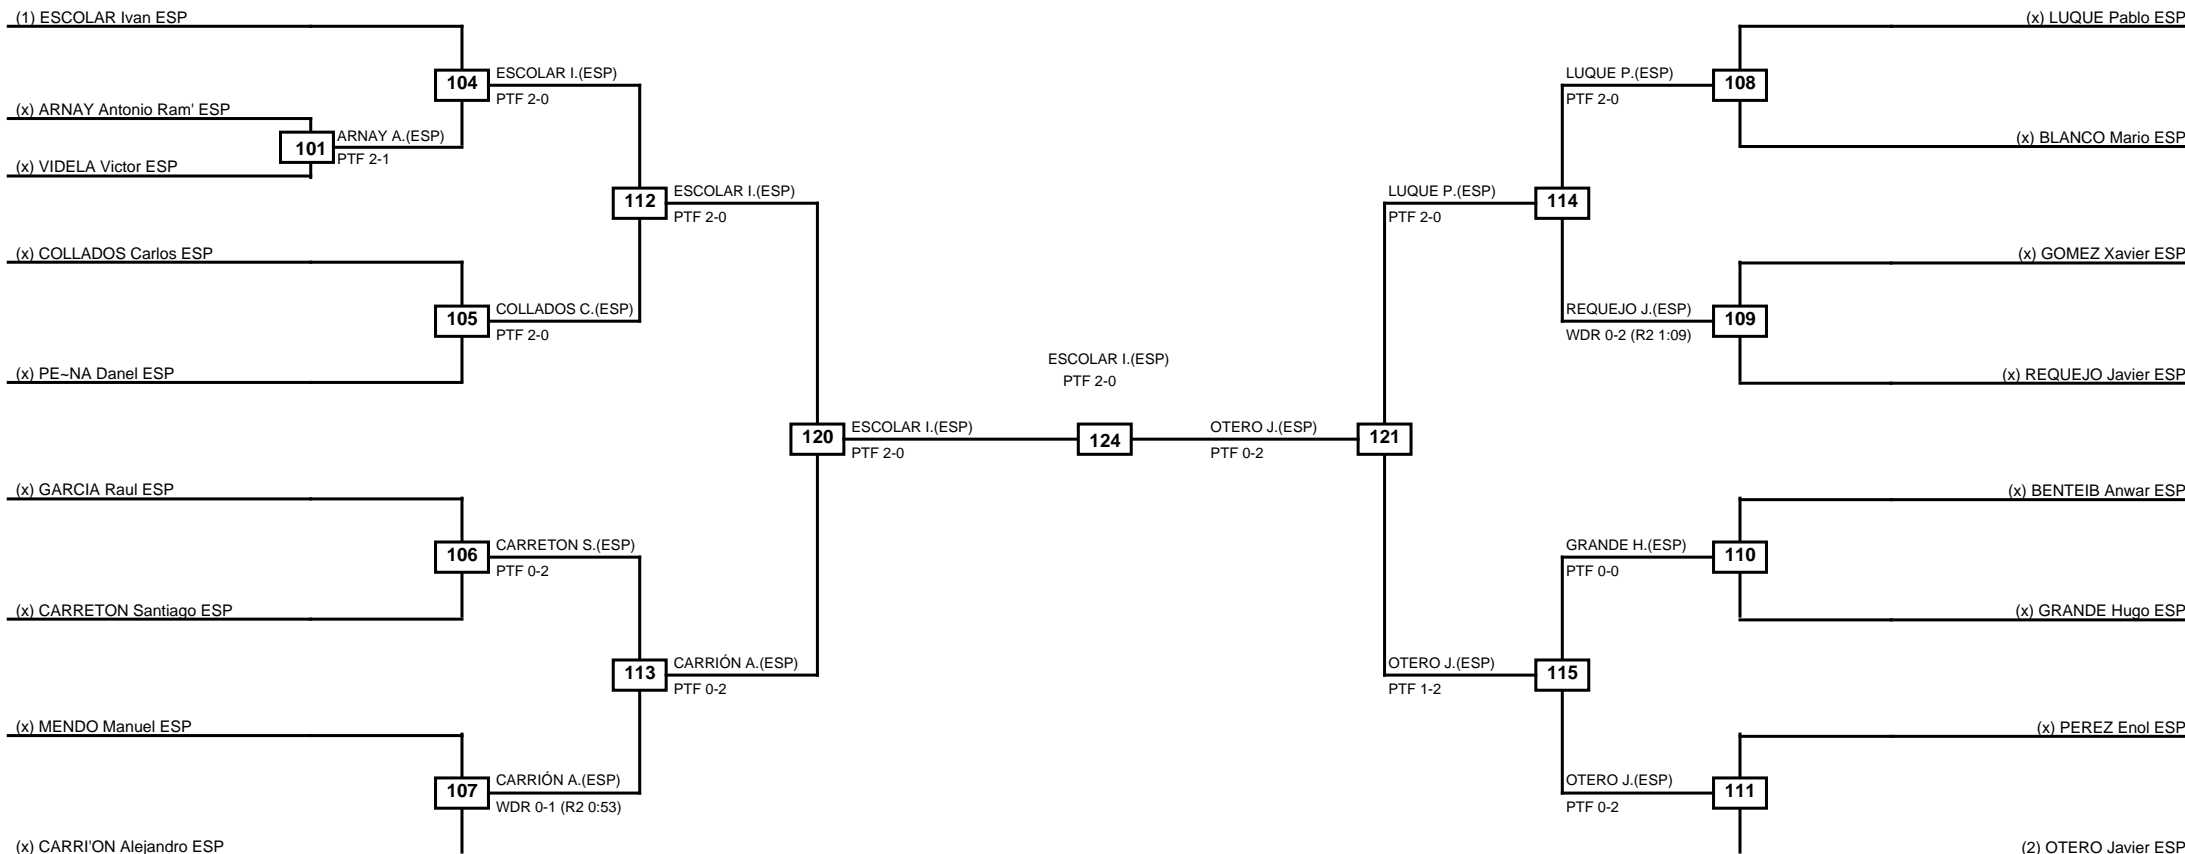 (1) ESCOLAR Ivan ESP
(x) LUQUE Pablo ESP
104
ESCOLAR I.(ESP)
PTF 2-0
LUQUE P.(ESP)
PTF 2-0
108
(x) ARNAY Antonio Ram' ESP
101
ARNAY A.(ESP)
PTF 2-1
(x) VIDELA Victor ESP
(x) BLANCO Mario ESP
112
ESCOLAR I.(ESP)
PTF 2-0
LUQUE P.(ESP)
PTF 2-0
114
(x) COLLADOS Carlos ESP
(x) GOMEZ Xavier ESP
105
COLLADOS C.(ESP)
PTF 2-0
REQUEJO J.(ESP)
WDR 0-2 (R2 1:09)
109
(x) PE~NA Danel ESP
ESCOLAR I.(ESP)
PTF 2-0
(x) REQUEJO Javier ESP
120
ESCOLAR I.(ESP)
PTF 2-0
124
OTERO J.(ESP)
PTF 0-2
121
(x) GARCIA Raul ESP
(x) BENTEIB Anwar ESP
106
CARRETON S.(ESP)
PTF 0-2
GRANDE H.(ESP)
PTF 0-0
110
(x) CARRETON Santiago ESP
(x) GRANDE Hugo ESP
113
CARRIÓN A.(ESP)
PTF 0-2
OTERO J.(ESP)
PTF 1-2
115
(x) MENDO Manuel ESP
(x) PEREZ Enol ESP
107
CARRIÓN A.(ESP)
WDR 0-1 (R2 0:53)
OTERO J.(ESP)
PTF 0-2
111
(x) CARRI'ON Alejandro ESP
(2) OTERO Javier ESP